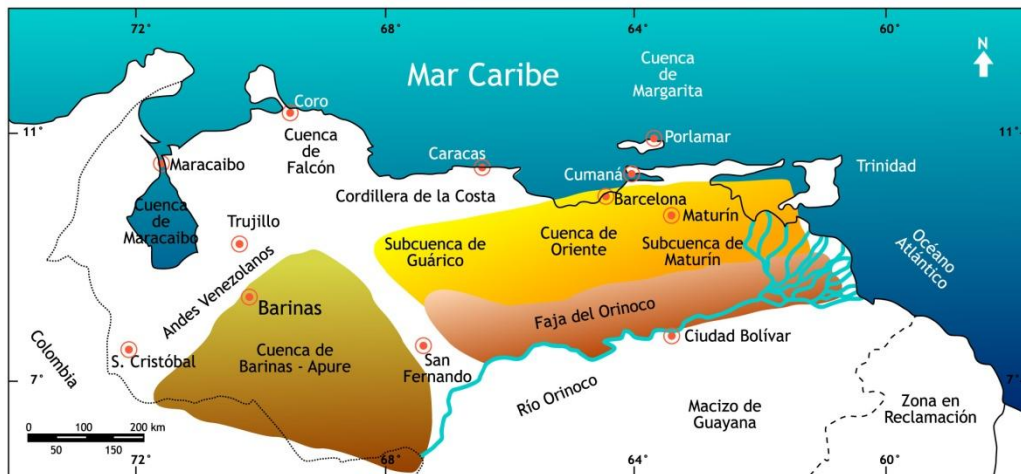 72°
68°
64°
60°
N
Mar Caribe
Cuenca
de
Margarita
Coro
Cuenca
de
Falcón
11°
11°
Maracaibo
Caracas
Porlamar
Cumaná
Trinidad
Cordillera de la Costa
Barcelona
Cuenca
de
Maracaibo
Trujillo
Maturín
Subcuenca de
Guárico
Cuenca de
Oriente
Subcuenca de
Maturín
Océano
Atlántico
Andes Venezolanos
Barinas
Faja del Orinoco
Colombia
S. Cristóbal
Cuenca de
Barinas - Apure
San
Fernando
Ciudad Bolívar
7°
7°
Río Orinoco
Macizo de
Guayana
Zona en
Reclamación
0 100 200 km
50 150
72°
68°
64°
60°